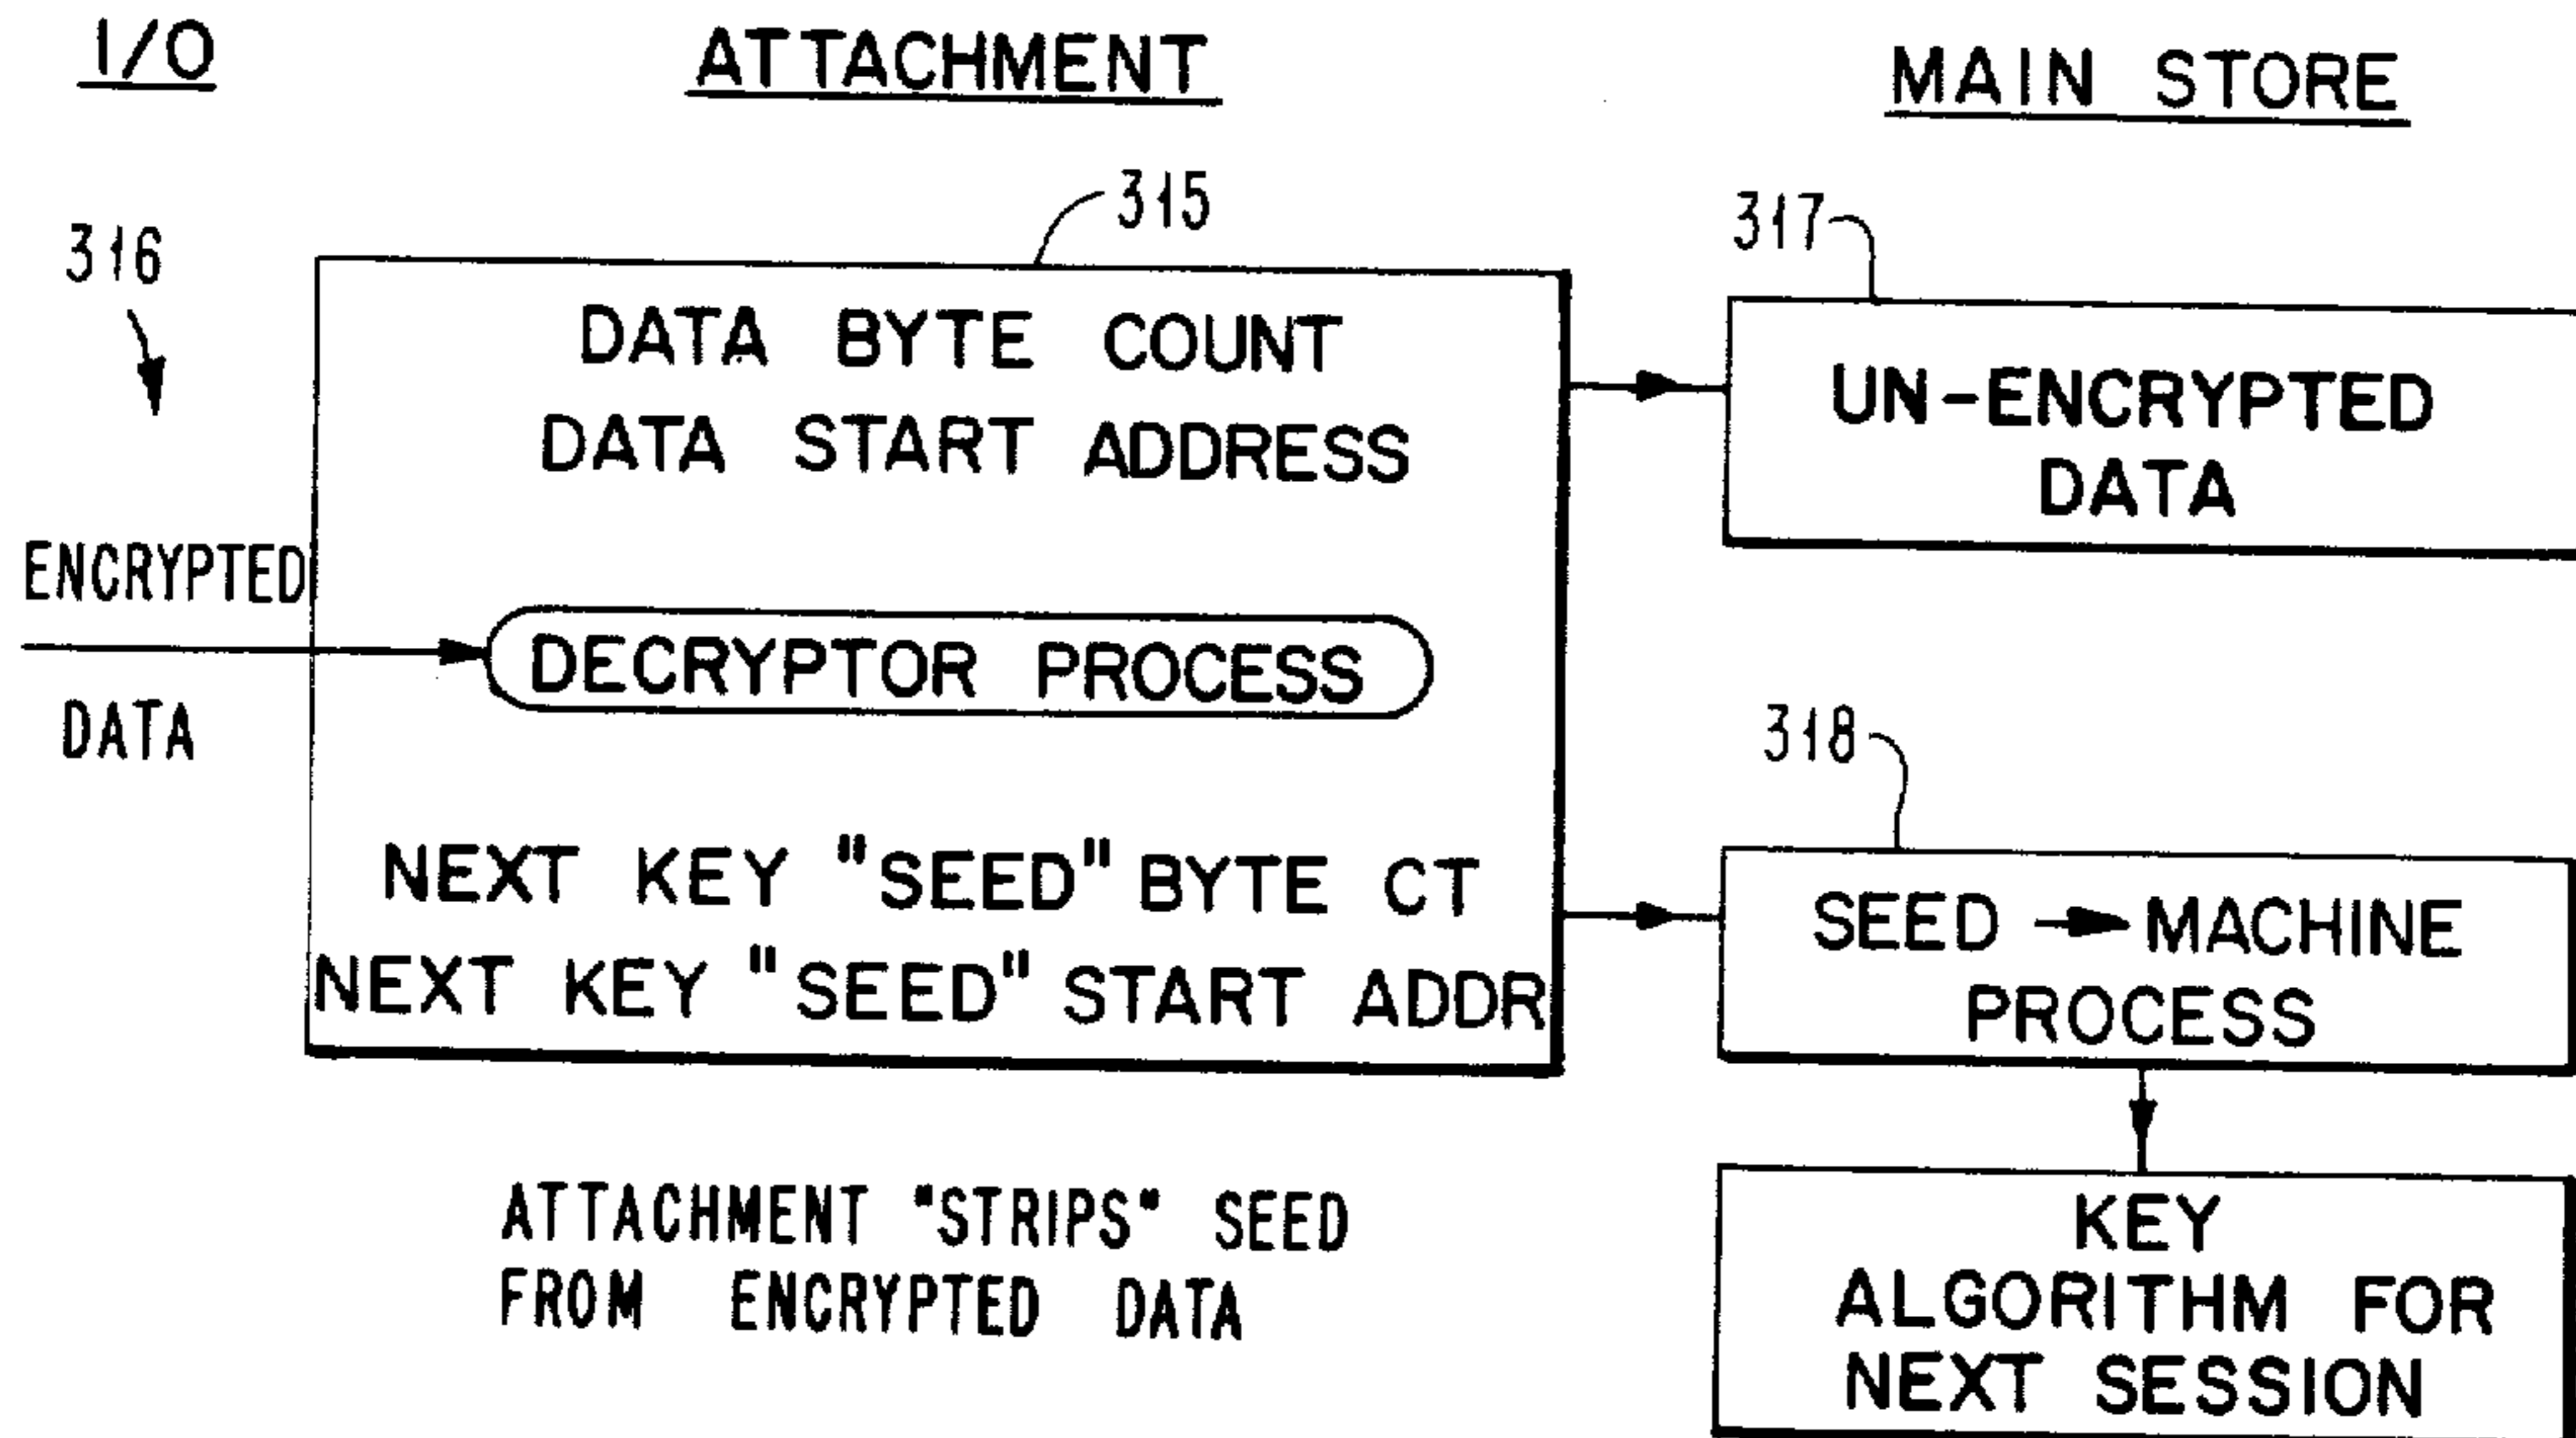 I/O
ATTACHMENT
MAIN STORE
315
316
317
DATA BYTE COUNT
DATA START ADDRESS
UN-ENCRYPTED
DATA
ENCRYPTED
DATA
DECRYPTOR PROCESS
318
NEXT KEY "SEED" BYTE CT
NEXT KEY "SEED" START ADDR
SEED → MACHINE
PROCESS
ATTACHMENT "STRIPS" SEED
FROM ENCRYPTED DATA
KEY
ALGORITHM FOR
NEXT SESSION